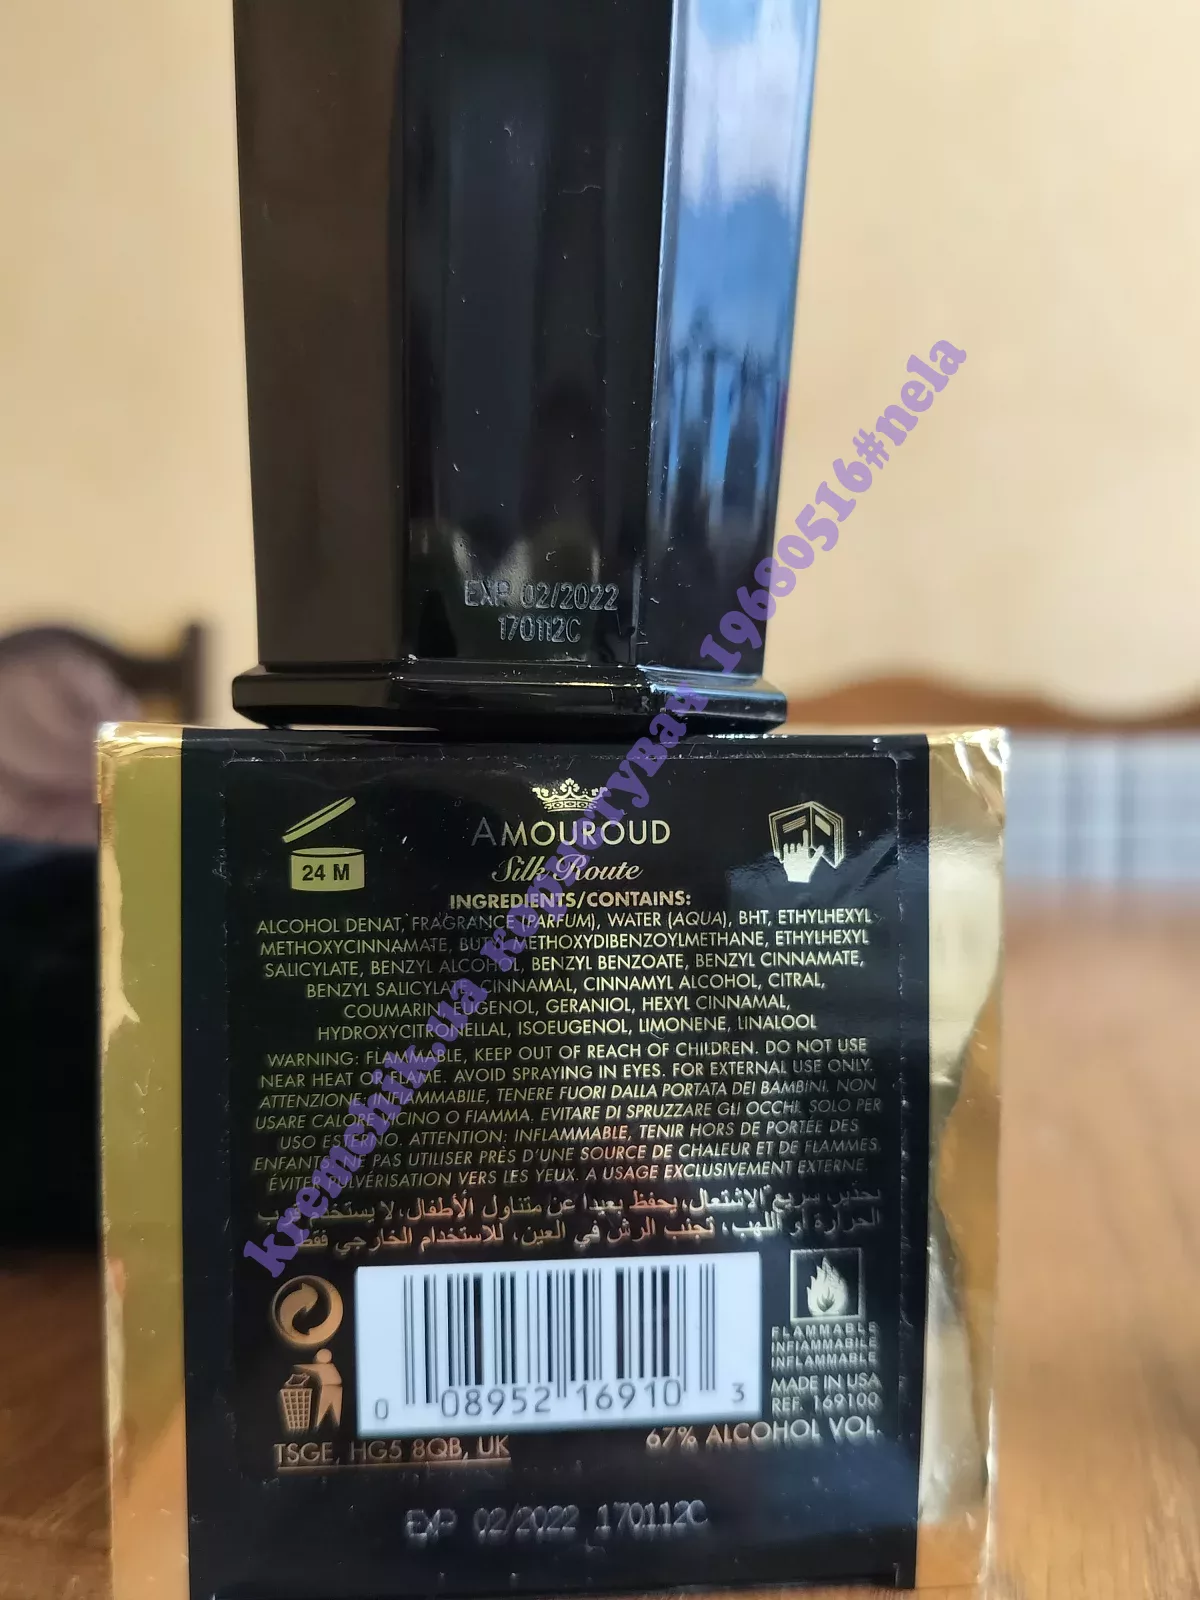 EXP 02/2022
170112C
AMOUROUD
Silk Route
24 M
INGREDIENTS/CONTAINS:
ALCOHOL DENAT, FRAGRANCE (PARFUM), WATER (AQUA), BHT, ETHYLHEXYL
METHOXYCINNAMATE, BUTYL METHOXYDIBENZOYLMETHANE, ETHYLHEXYL
SALICYLATE, BENZYL ALCOHOL, BENZYL BENZOATE, BENZYL CINNAMATE,
BENZYL SALICYLATE, CINNAMAL, CINNAMYL ALCOHOL, CITRAL,
COUMARIN, EUGENOL, GERANIOL, HEXYL CINNAMAL,
HYDROXYCITRONELLAL, ISOEUGENOL, LIMONENE, LINALOOL
WARNING: FLAMMABLE, KEEP OUT OF REACH OF CHILDREN. DO NOT USE
NEAR HEAT OR FLAME. AVOID SPRAYING IN EYES. FOR EXTERNAL USE ONLY.
ATTENZIONE: INFIAMMABILE, TENERE FUORI DALLA PORTATA DEI BAMBINI. NON
USARE CALORE VICINO O FIAMMA. EVITARE DI SPRUZZARE GLI OCCHI. SOLO PER
USO ESTERNO. ATTENTION: INFLAMMABLE, TENIR HORS DE PORTÉE DES
ENFANTS. NE PAS UTILISER PRÈS D'UNE SOURCE DE CHALEUR ET DE FLAMMES.
ÉVITER PULVÉRISATION VERS LES YEUX. A USAGE EXCLUSIVEMENT EXTERNE.
تحذير، سريع الاشتعال، يحفظ بعيدا عن متناول الأطفال، لا يستخدم قرب
الحرارة أو اللهب، تجنب الرش في العين، للاستخدام الخارجي فقط
0 08952 16910 3
FLAMMABLE
INFIAMMABILE
INFLAMMABLE
MADE IN USA
REF. 169100
TSGE, HG5 8QB, UK
67% ALCOHOL VOL.
EXP 02/2022 170112C
kremchik.ua користувач 19680516#nela